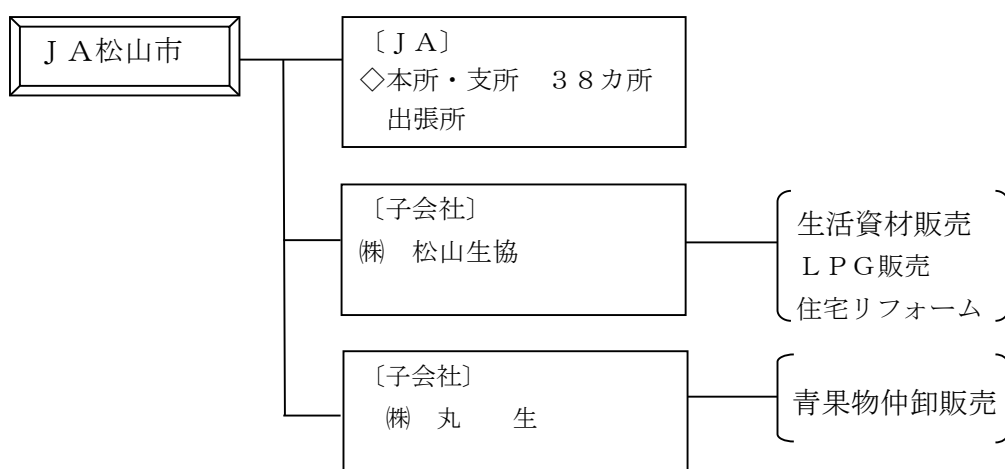 ＪＡ松山市
〔ＪＡ〕
◇本所・支所　３８カ所
出張所
〔子会社〕
㈱　松山生協
生活資材販売
ＬＰＧ販売
住宅リフォーム
〔子会社〕
㈱　丸　　生
青果物仲卸販売